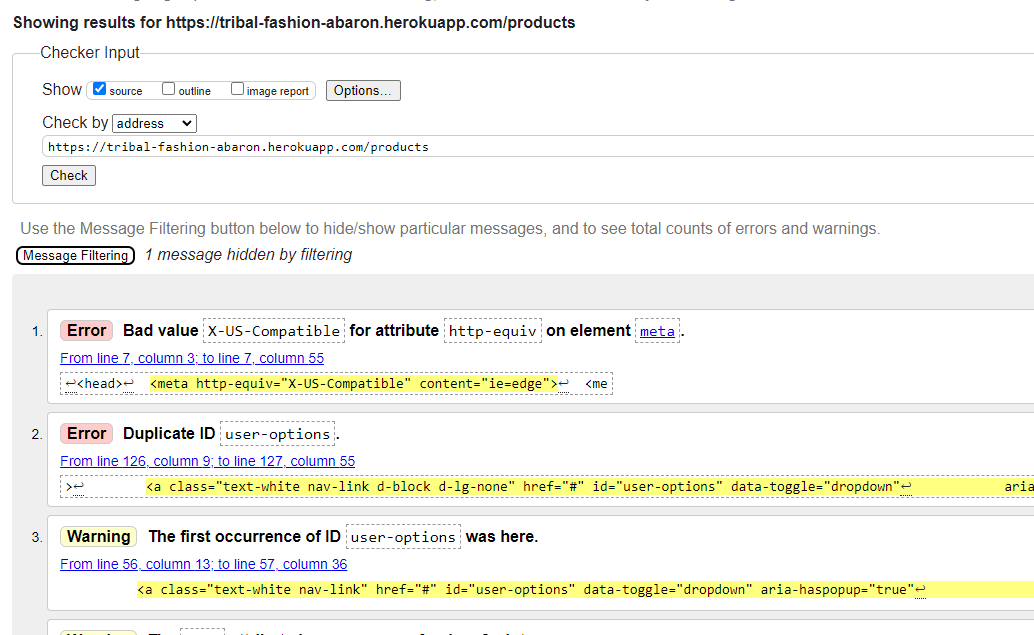 Showing results for https://tribal-fashion-abaron.herokuapp.com/products
Checker Input
Show source outline image report Options...
Check by address
https://tribal-fashion-abaron.herokuapp.com/products
Check
Use the Message Filtering button below to hide/show particular messages, and to see total counts of errors and warnings.
Message Filtering 1 message hidden by filtering
1. Error Bad value X-US-Compatible for attribute http-equiv on element meta.
From line 7, column 3; to line 7, column 55
↩<head>↩ <meta http-equiv="X-US-Compatible" content="ie=edge">↩ <me
2. Error Duplicate ID user-options.
From line 126, column 9; to line 127, column 55
>↩ <a class="text-white nav-link d-block d-lg-none" href="#" id="user-options" data-toggle="dropdown"↩ aria
3. Warning The first occurrence of ID user-options was here.
From line 56, column 13; to line 57, column 36
<a class="text-white nav-link" href="#" id="user-options" data-toggle="dropdown" aria-haspopup="true"↩